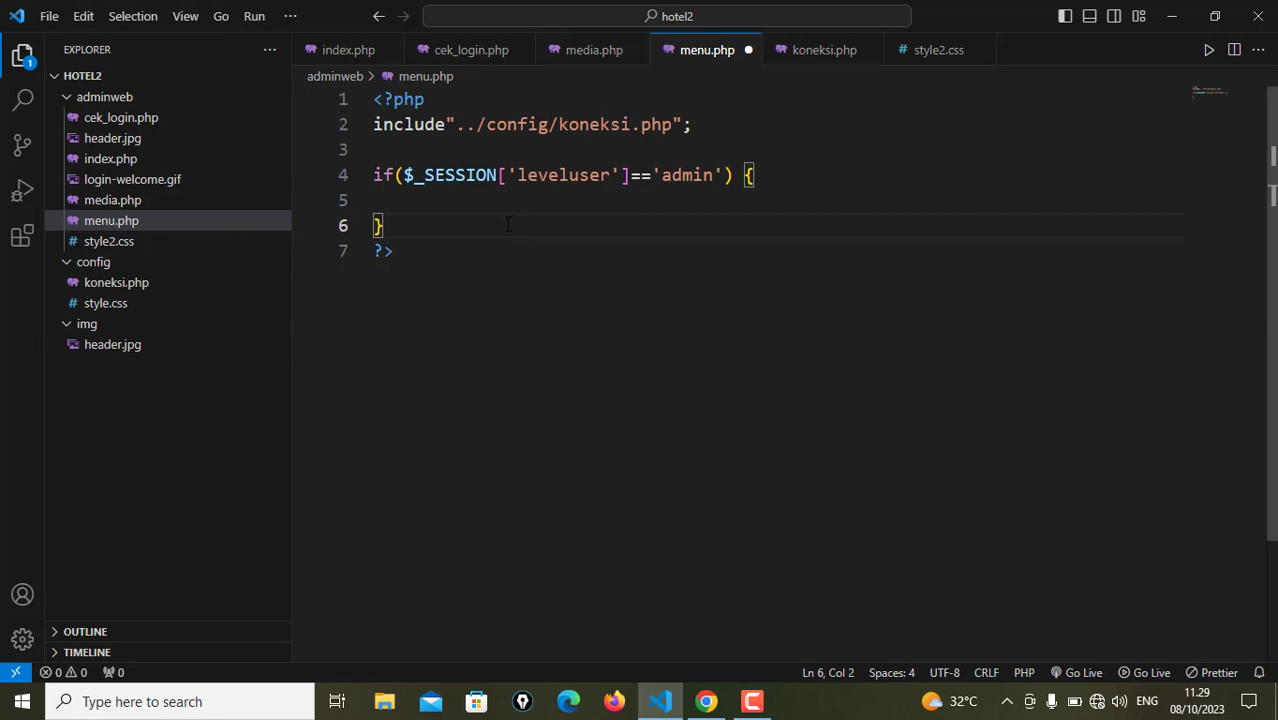 File Edit Selection View Go Run ··· hotel2
EXPLORER ···
index.php cek_login.php media.php menu.php koneksi.php style2.css ···
HOTEL2
adminweb
cek_login.php
header.jpg
index.php
login-welcome.gif
media.php
menu.php
style2.css
config
koneksi.php
style.css
img
header.jpg
OUTLINE
TIMELINE
1
adminweb > menu.php
1 <?php
2 include"../config/koneksi.php";
3
4 if($_SESSION['leveluser']=='admin') {
5
6 }
7 ?>
0 0 0 Ln 6, Col 2 Spaces: 4 UTF-8 CRLF PHP Go Live Go Live Prettier
Type here to search 32°C ENG 11.29
08/10/2023